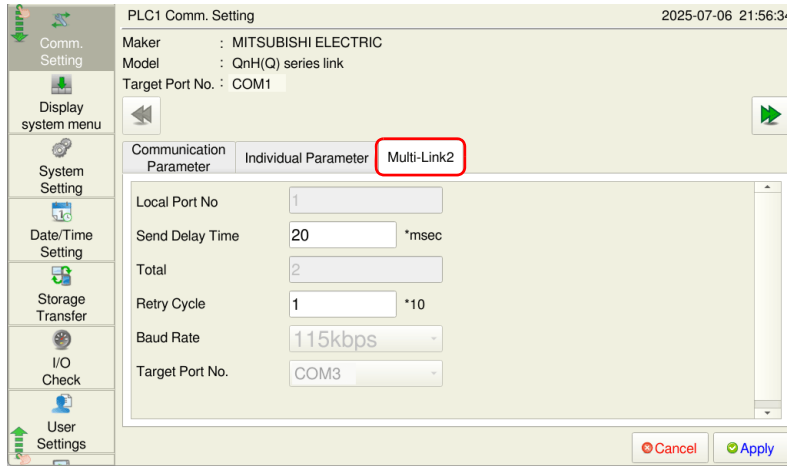 PLC1 Comm. Setting 2025-07-06 21:56:34
Comm.
Setting
Display
system menu
System
Setting
Date/Time
Setting
Storage
Transfer
I/O
Check
User
Settings
Maker : MITSUBISHI ELECTRIC
Model : QnH(Q) series link
Target Port No. : COM1
Communication
Parameter
Individual Parameter
Multi-Link2
Local Port No 1
Send Delay Time 20 *msec
Total 2
Retry Cycle 1 *10
Baud Rate 115kbps
Target Port No. COM3
Cancel Apply